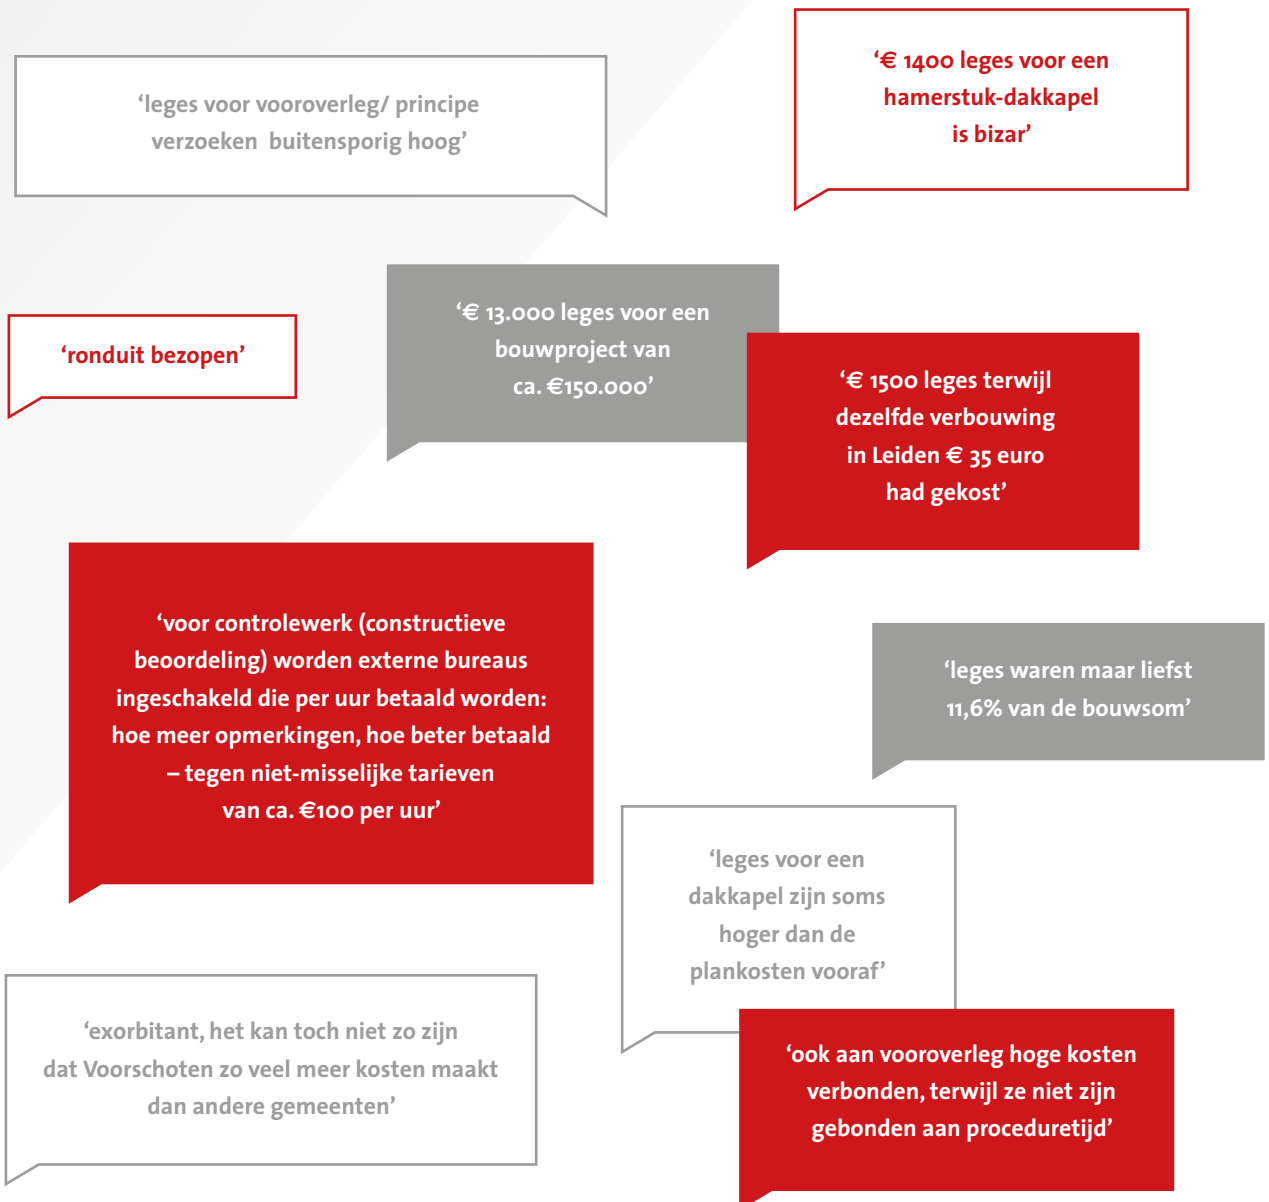 ‘leges voor vooroverleg/ principe
verzoeken buitensporig hoog’
‘€ 1400 leges voor een
hamerstuk-dakkapel
is bizar’
‘ronduit bezopen’
‘€ 13.000 leges voor een
bouwproject van
ca. €150.000’
‘€ 1500 leges terwijl
dezelfde verbouwing
in Leiden € 35 euro
had gekost’
‘voor controlewerk (constructieve
beoordeling) worden externe bureaus
ingeschakeld die per uur betaald worden:
hoe meer opmerkingen, hoe beter betaald
– tegen niet-misselijke tarieven
van ca. €100 per uur’
‘leges waren maar liefst
11,6% van de bouwsom’
‘leges voor een
dakkapel zijn soms
hoger dan de
plankosten vooraf’
‘exorbitant, het kan toch niet zo zijn
dat Voorschoten zo veel meer kosten maakt
dan andere gemeenten’
‘ook aan vooroverleg hoge kosten
verbonden, terwijl ze niet zijn
gebonden aan proceduretijd’